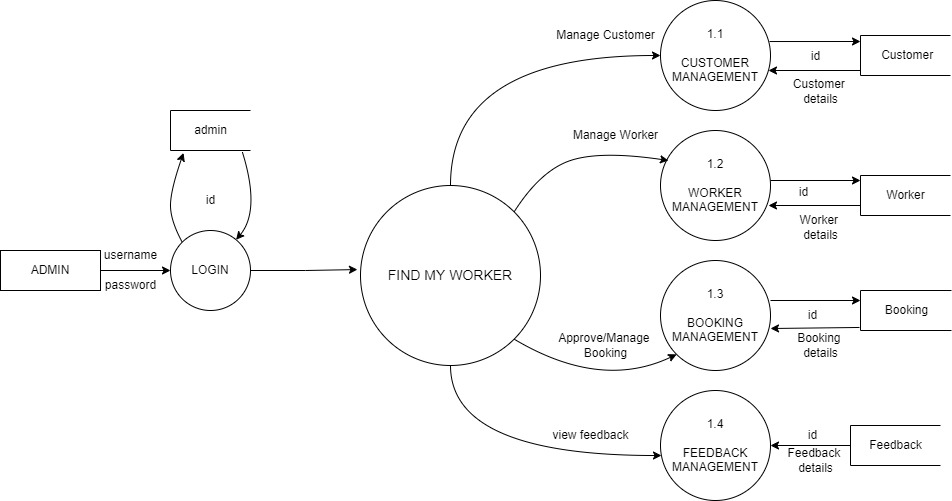 Manage Customer
1.1
CUSTOMER
MANAGEMENT
id
Customer
details
Customer
admin
id
Manage Worker
1.2
WORKER
MANAGEMENT
id
Worker
details
Worker
ADMIN
username
password
LOGIN
FIND MY WORKER
Approve/Manage
Booking
1.3
BOOKING
MANAGEMENT
id
Booking
details
Booking
view feedback
1.4
FEEDBACK
MANAGEMENT
id
Feedback
details
Feedback